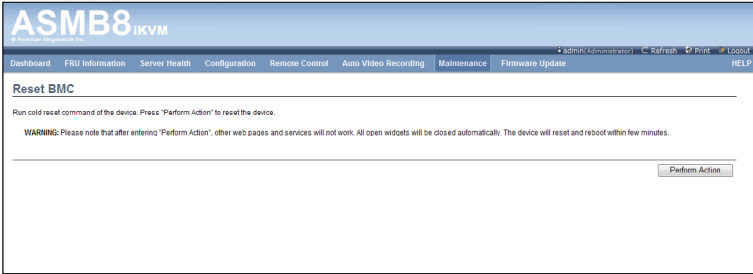 ASMB8 iKVM
© American Megatrends Inc.
admin(Administrator) Refresh Print Logout
Dashboard FRU Information Server Health Configuration Remote Control Auto Video Recording Maintenance Firmware Update HELP
Reset BMC
Run cold reset command of the device. Press "Perform Action" to reset the device.
WARNING: Please note that after entering "Perform Action", other web pages and services will not work. All open widgets will be closed automatically. The device will reset and reboot within few minutes.
Perform Action